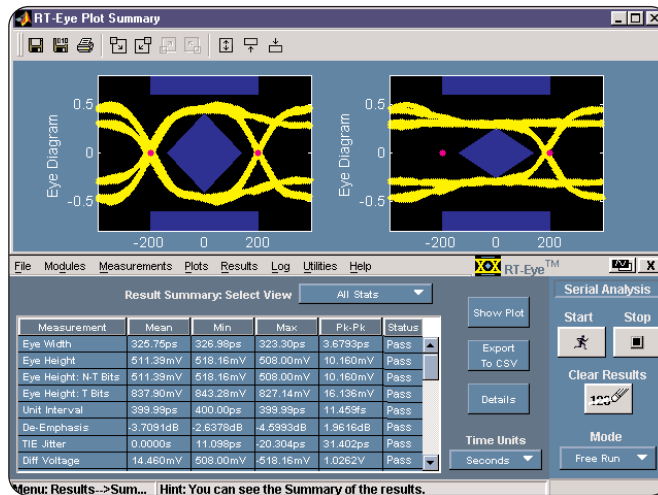 RT-Eye Plot Summary
Eye Diagram
0.5
0
-0.5
-200 0 200
Eye Diagram
0.5
0
-0.5
-200 0 200
File Modules Measurements Plots Results Log Utilities Help
RT-Eye™
Result Summary: Select View All Stats
Measurement Mean Min Max Pk-Pk Status
Eye Width 325.75ps 326.98ps 323.30ps 3.6793ps Pass
Eye Height 511.39mV 518.16mV 508.00mV 10.160mV Pass
Eye Height: N-T Bits 511.39mV 518.16mV 508.00mV 10.160mV Pass
Eye Height: T Bits 837.90mV 843.28mV 827.14mV 16.136mV Pass
Unit Interval 399.99ps 400.00ps 399.99ps 11.459fs Pass
De-Emphasis -3.7091dB -2.6378dB -4.5993dB 1.9616dB Pass
TIE Jitter 0.0000s 11.098ps -20.304ps 31.402ps Pass
Diff Voltage 14.460mV 508.00mV -518.16mV 1.0262V Pass
Show Plot
Export
To CSV
Details
Time Units
Seconds
Serial Analysis
Start Stop
Clear Results
123
Mode
Free Run
Menu: Results-->Sum... Hint: You can see the Summary of the results.